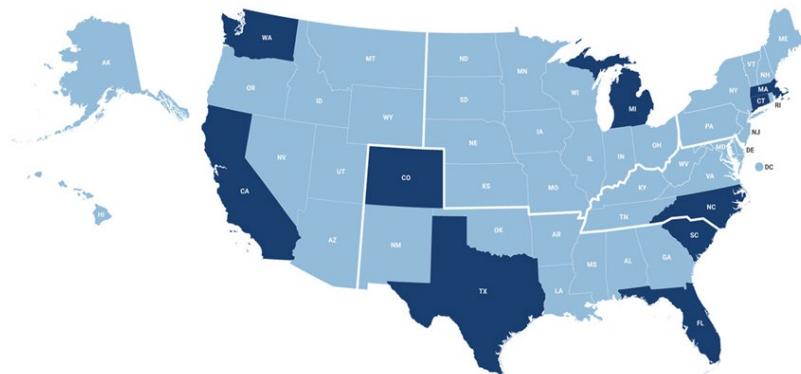 AK
WA
MT
ND
MN
ME
VT
NH
OR
ID
SD
WI
MI
NY
MA
CT
RI
WY
IA
PA
NJ
NE
OH
DE
NV
IL
IN
MD
DC
UT
CO
WV
VA
CA
KS
MO
KY
NC
TN
HI
AZ
NM
OK
AR
SC
MS
AL
GA
TX
LA
FL